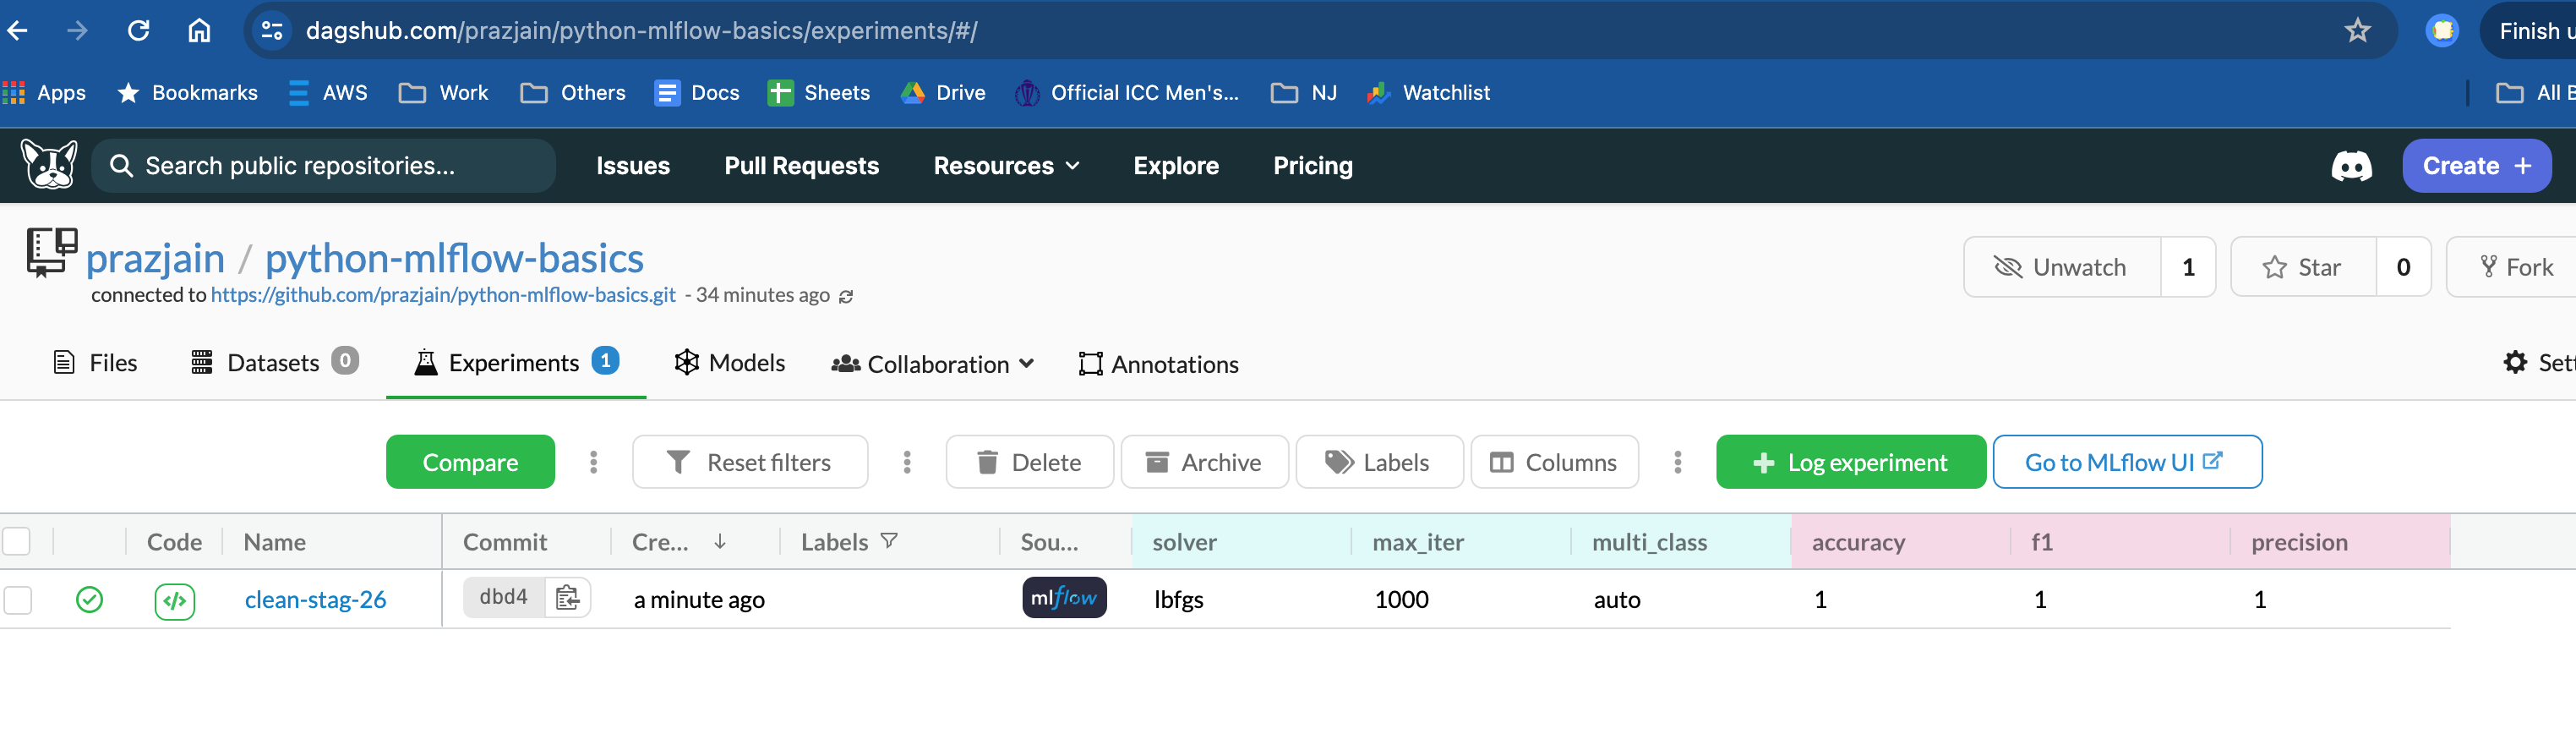 dagshub.com/prazjain/python-mlflow-basics/experiments/#/
Finish u
Apps Bookmarks AWS Work Others Docs Sheets Drive Official ICC Men's... NJ Watchlist All B
Search public repositories... Issues Pull Requests Resources Explore Pricing Create +
prazjain / python-mlflow-basics
Unwatch 1 Star 0 Fork
connected to https://github.com/prazjain/python-mlflow-basics.git - 34 minutes ago
Files Datasets 0 Experiments 1 Models Collaboration Annotations Sett
Compare Reset filters Delete Archive Labels Columns + Log experiment Go to MLflow UI
Code Name Commit Cre... ↓ Labels Sou... solver max_iter multi_class accuracy f1 precision
</> clean-stag-26 dbd4 a minute ago mlflow lbfgs 1000 auto 1 1 1